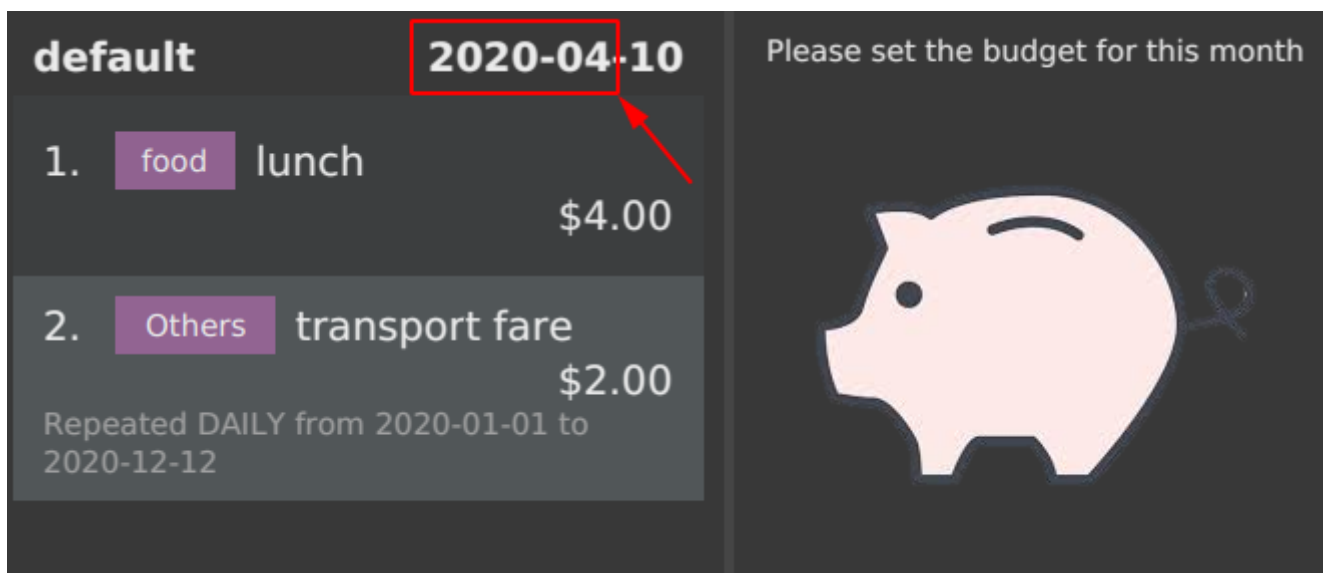 default 2020-04-10
1. food lunch
$4.00
2. Others transport fare
$2.00
Repeated DAILY from 2020-01-01 to
2020-12-12
Please set the budget for this month